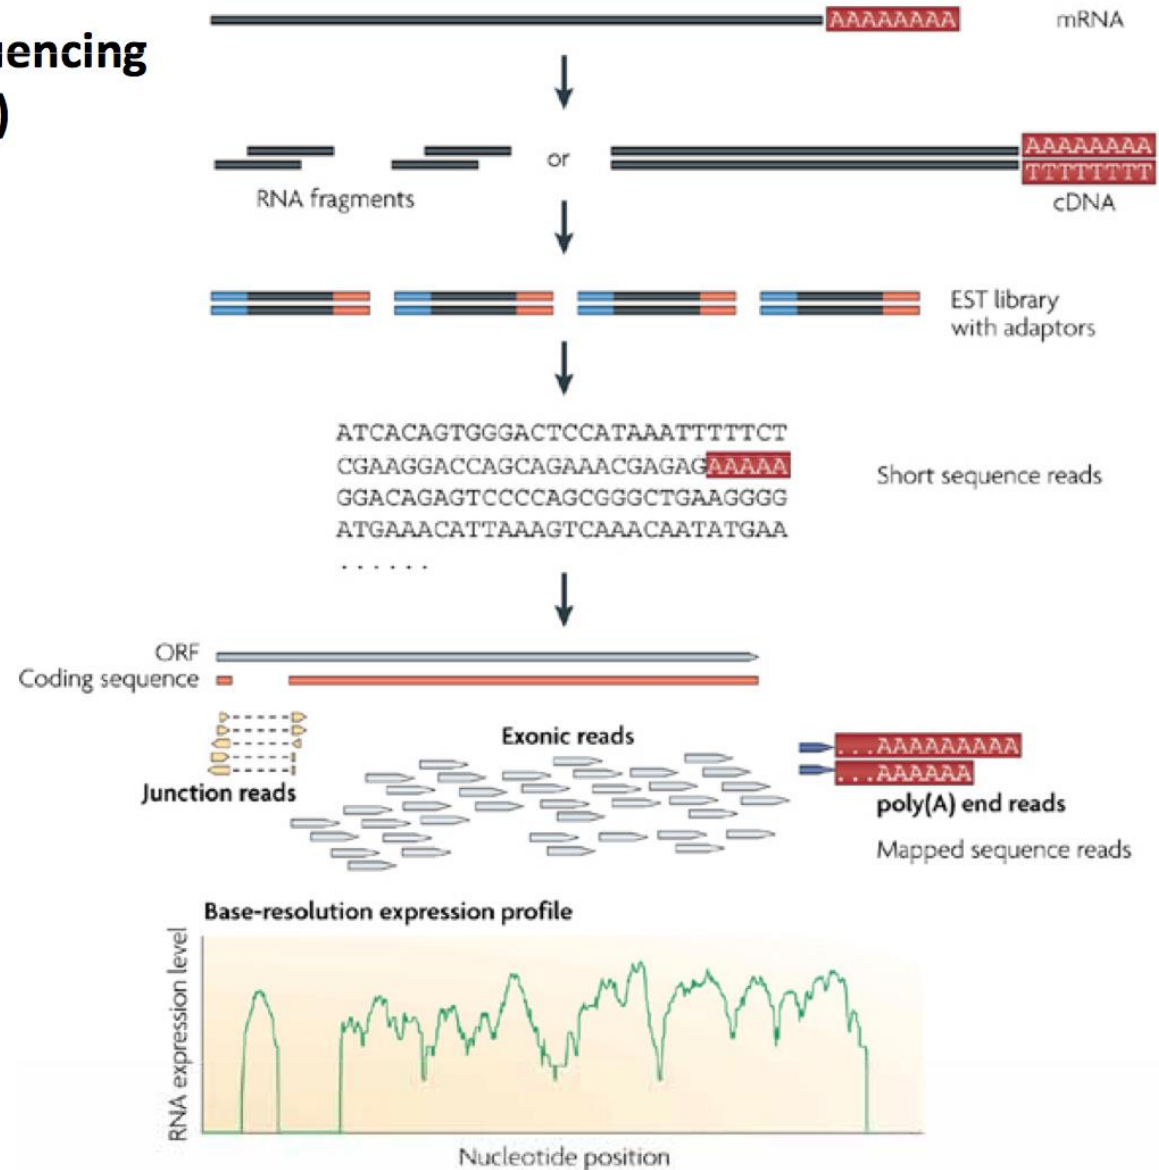 uencing
)
AAAAAAAA mRNA
or
AAAAAAAA
TTTTTTTT
RNA fragments
cDNA
EST library
with adaptors
ATCACAGTGGGACTCCATAAATTTTTCT
CGAAGGACCAGCAGAAACGAGAGAAAAA
GGACAGAGTCCCCAGCGGGCTGAAGGGG
ATGAAACATTAAAGTCAAACAATATGAA
......
Short sequence reads
ORF
Coding sequence
Junction reads
Exonic reads
...AAAAAAAAA
...AAAAAA
poly(A) end reads
Mapped sequence reads
Base-resolution expression profile
RNA expression level
Nucleotide position